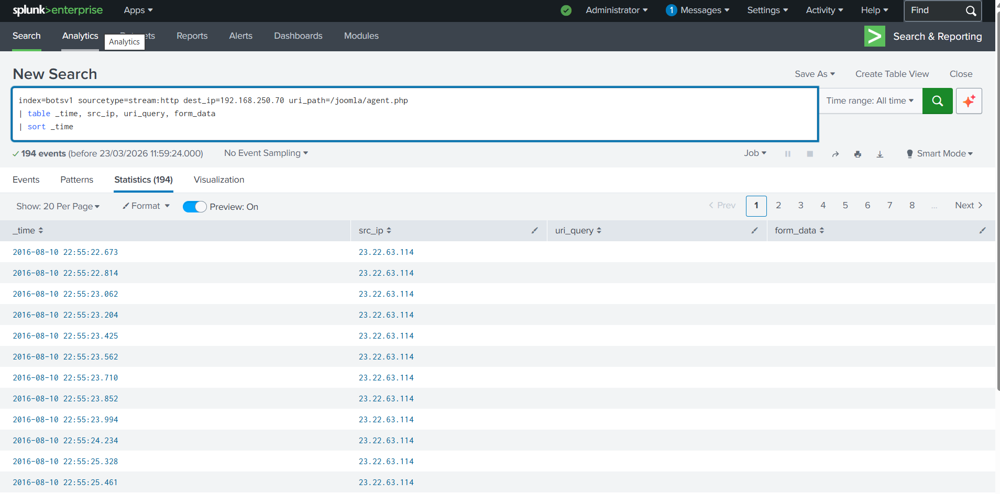 splunk>enterprise Apps Administrator 1 Messages Settings Activity Help Find
Search Analytics ets Reports Alerts Dashboards Modules Search & Reporting
Analytics
New Search
Save As Create Table View Close
index=botsv1 sourcetype=stream:http dest_ip=192.168.250.70 uri_path=/joomla/agent.php
| table _time, src_ip, uri_query, form_data
| sort _time
Time range: All time
194 events (before 23/03/2026 11:59:24.000) No Event Sampling Job Smart Mode
Events Patterns Statistics (194) Visualization
Show: 20 Per Page Format Preview: On < Prev 1 2 3 4 5 6 7 8 ... Next >
_time src_ip uri_query form_data
2016-08-10 22:55:22.673 23.22.63.114
2016-08-10 22:55:22.814 23.22.63.114
2016-08-10 22:55:23.062 23.22.63.114
2016-08-10 22:55:23.204 23.22.63.114
2016-08-10 22:55:23.425 23.22.63.114
2016-08-10 22:55:23.562 23.22.63.114
2016-08-10 22:55:23.710 23.22.63.114
2016-08-10 22:55:23.852 23.22.63.114
2016-08-10 22:55:23.994 23.22.63.114
2016-08-10 22:55:24.234 23.22.63.114
2016-08-10 22:55:25.328 23.22.63.114
2016-08-10 22:55:25.461 23.22.63.114